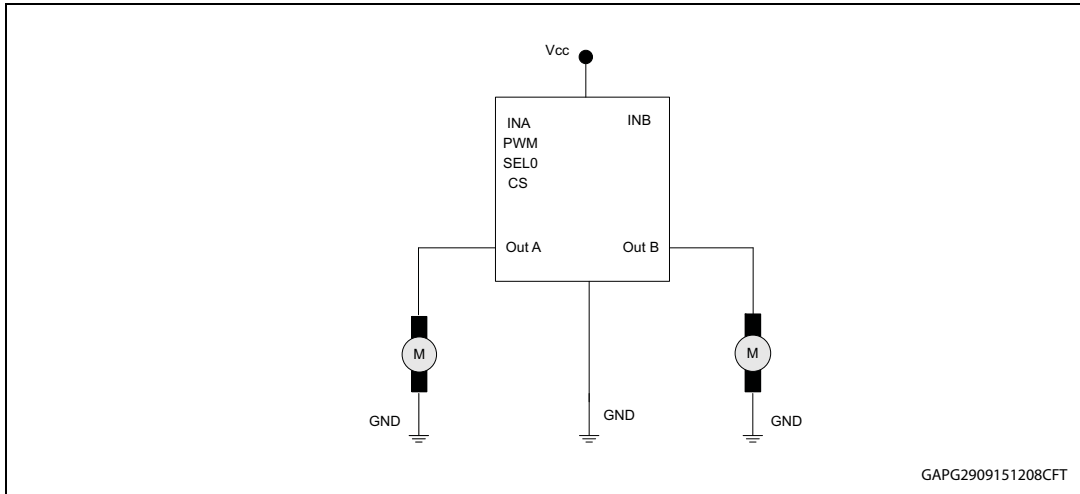 Vcc
INA
INB
PWM
SEL0
CS
Out A
Out B
M
M
GND
GND
GND
GAPG2909151208CFT